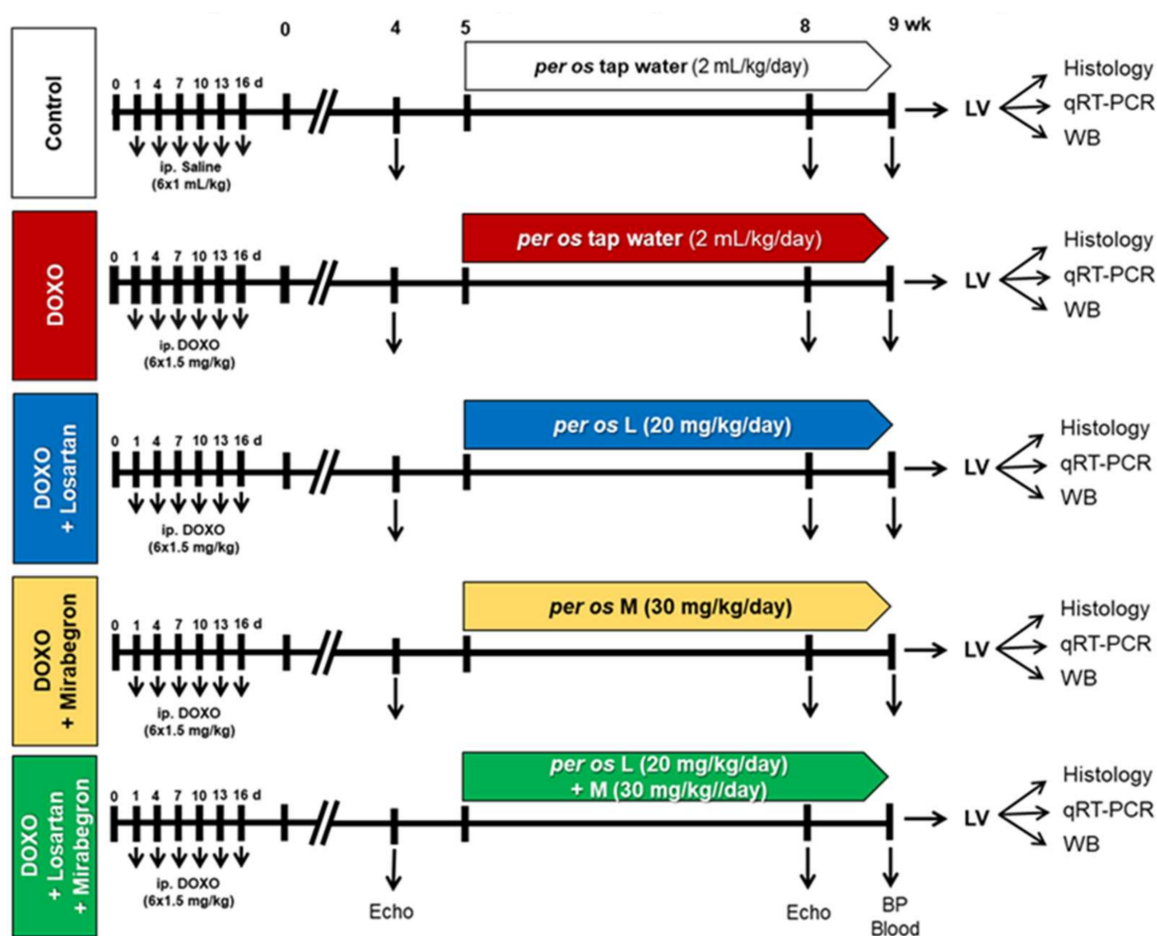 0 4 5 8 9 wk
Control
0 1 4 7 10 13 16 d
ip. Saline
(6x1 mL/kg)
per os tap water (2 mL/kg/day)
LV
Histology
qRT-PCR
WB
DOXO
0 1 4 7 10 13 16 d
ip. DOXO
(6x1.5 mg/kg)
per os tap water (2 mL/kg/day)
LV
Histology
qRT-PCR
WB
DOXO
+ Losartan
0 1 4 7 10 13 16 d
ip. DOXO
(6x1.5 mg/kg)
per os L (20 mg/kg/day)
LV
Histology
qRT-PCR
WB
DOXO
+ Mirabegron
0 1 4 7 10 13 16 d
ip. DOXO
(6x1.5 mg/kg)
per os M (30 mg/kg/day)
LV
Histology
qRT-PCR
WB
DOXO
+ Losartan
+ Mirabegron
0 1 4 7 10 13 16 d
ip. DOXO
(6x1.5 mg/kg)
per os L (20 mg/kg/day)
+ M (30 mg/kg//day)
LV
Histology
qRT-PCR
WB
Echo
Echo
BP
Blood